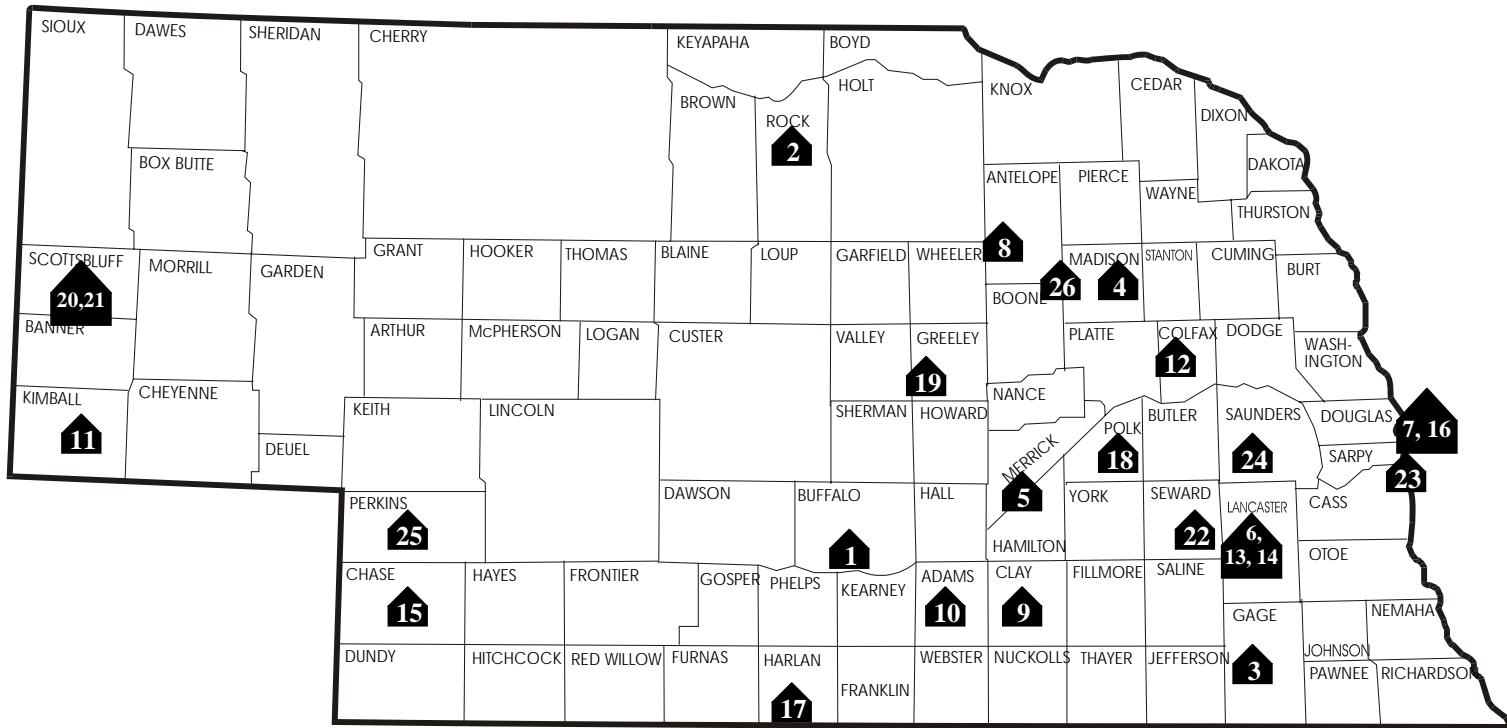 SIOUX
DAWES
SHERIDAN
CHERRY
KEYAPAHA
BOYD
HOLT
KNOX
CEDAR
DIXON
BROWN
ROCK
2
DAKOTA
BOX BUTTE
ANTELOPE
PIERCE
WAYNE
THURSTON
SCOTTSBLUFF
20,21
MORRILL
GARDEN
GRANT
HOOKER
THOMAS
BLAINE
LOUP
GARFIELD
WHEELER
8
MADISON
4
STANTON
CUMING
BURT
26
BOONE
BANNER
ARTHUR
McPHERSON
LOGAN
CUSTER
VALLEY
GREELEY
19
PLATTE
COLFAX
12
DODGE
WASH-
INGTON
KIMBALL
11
CHEYENNE
KEITH
LINCOLN
SHERMAN
HOWARD
NANCE
POLK
18
BUTLER
SAUNDERS
24
DOUGLAS
7, 16
DEUEL
MERRICK
5
SARPY
23
PERKINS
25
DAWSON
BUFFALO
1
HALL
HAMILTON
YORK
SEWARD
22
LANCASTER
6,
13, 14
CASS
OTOE
CHASE
15
HAYES
FRONTIER
GOSPER
PHELPS
KEARNEY
ADAMS
10
CLAY
9
FILLMORE
SALINE
GAGE
3
NEMAHA
DUNDY
HITCHCOCK
RED WILLOW
FURNAS
HARLAN
17
FRANKLIN
WEBSTER
NUCKOLLS
THAYER
JEFFERSON
JOHNSON
PAWNEE
RICHARDSON